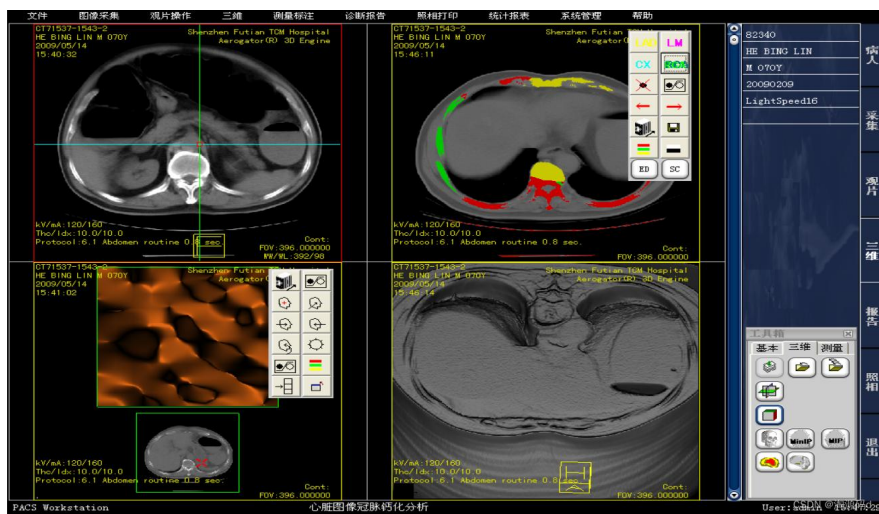 文件 图像采集 观片操作 三维 测量标注 诊断报告 照相打印 统计报表 系统管理 帮助
CT71537-1543-2
HE BING LIN M 070Y
2009/05/14
15:40:32
Shenzhen Futian TCM Hospital
Aerogator(R) 3D Engine
kV/mA:120/160
Thc/Idx:10.0/10.0
Protocol:6.1 Abdomen routine 0.8 sec.
Cont:
FOV:396.000000
WW/WL:392/98
CT71537-1543-2
HE BING LIN M 070Y
2009/05/14
15:46:11
Shenzhen Futian TCM Hospital
Aerogator
LAD LM
CX RCA
ED SC
kV/mA:120/160
Thc/Idx:10.0/10.0
Protocol:6.1 Abdomen routine 0.8 sec.
Cont:
FOV:396.000000
CT71537-1543-2
HE BING LIN M 070Y
2009/05/14
15:41:02
Shenzhen Futian TCM Hospital
Aerogator(R) 3D Engine
kV/mA:120/160
Thc/Idx:10.0/10.0
Protocol:6.1 Abdomen routine 0.8 sec.
Cont:
FOV:396.000000
CT71537-1543-2
HE BING LIN M 070Y
2009/05/14
15:46:14
Shenzhen Futian TCM Hospital
Aerogator(R) 3D Engine
kV/mA:120/160
Thc/Idx:10.0/10.0
Protocol:6.1 Abdomen routine 0.8 sec.
Cont:
FOV:396.000000
82340
HE BING LIN
M 070Y
20090209
LightSpeed16
病人
采集
观片
三维
报告
照相
退出
工具箱
基本 三维 测量
MinIP MIP
PACS Workstation
心脏图像冠脉钙化分析
User:admin